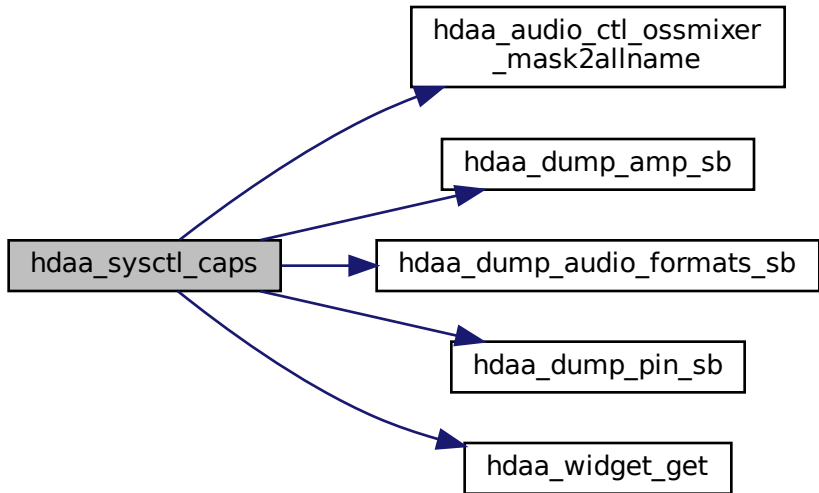 hdaa_audio_ctl_ossmixer
_mask2allname
hdaa_dump_amp_sb
hdaa_sysctl_caps
hdaa_dump_audio_formats_sb
hdaa_dump_pin_sb
hdaa_widget_get